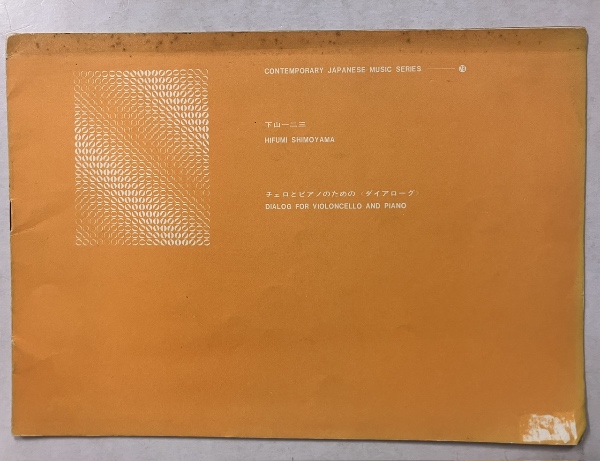 CONTEMPORARY JAPANESE MUSIC SERIES
下山一二三
HIFUMI SHIMOYAMA
チェロとピアノのための〈ダイアローグ〉
DIALOG FOR VIOLONCELLO AND PIANO